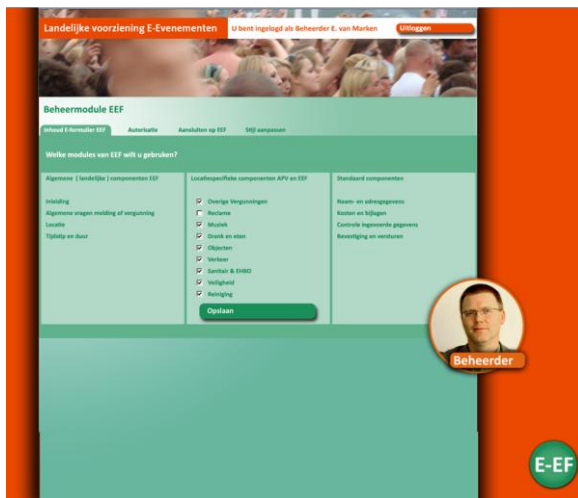 Landelijke voorziening E-Evenementen
U bent ingelogd als Beheerder E. van Marken
Uitloggen
Beheermodule EEF
Inhoud E-formulier EEF
Autorisatie
Aansluiten op EEF
Stijl aanpassen
Welke modules van EEF wilt u gebruiken?
Algemene ( landelijke ) componenten EEF
Inleiding
Algemene vragen melding of vergunning
Locatie
Tijdstip en duur
Locatiespecifieke componenten APV en EEF
Overige Vergunningen
Reclame
Muziek
Drank en eten
Objecten
Verkeer
Sanitair & EHBO
Veiligheid
Reiniging
Opslaan
Standaard componenten
Naam- en adresgegevens
Kosten en bijlagen
Controle ingevoerde gegevens
Bevestiging en versturen
Beheerder
E-EF